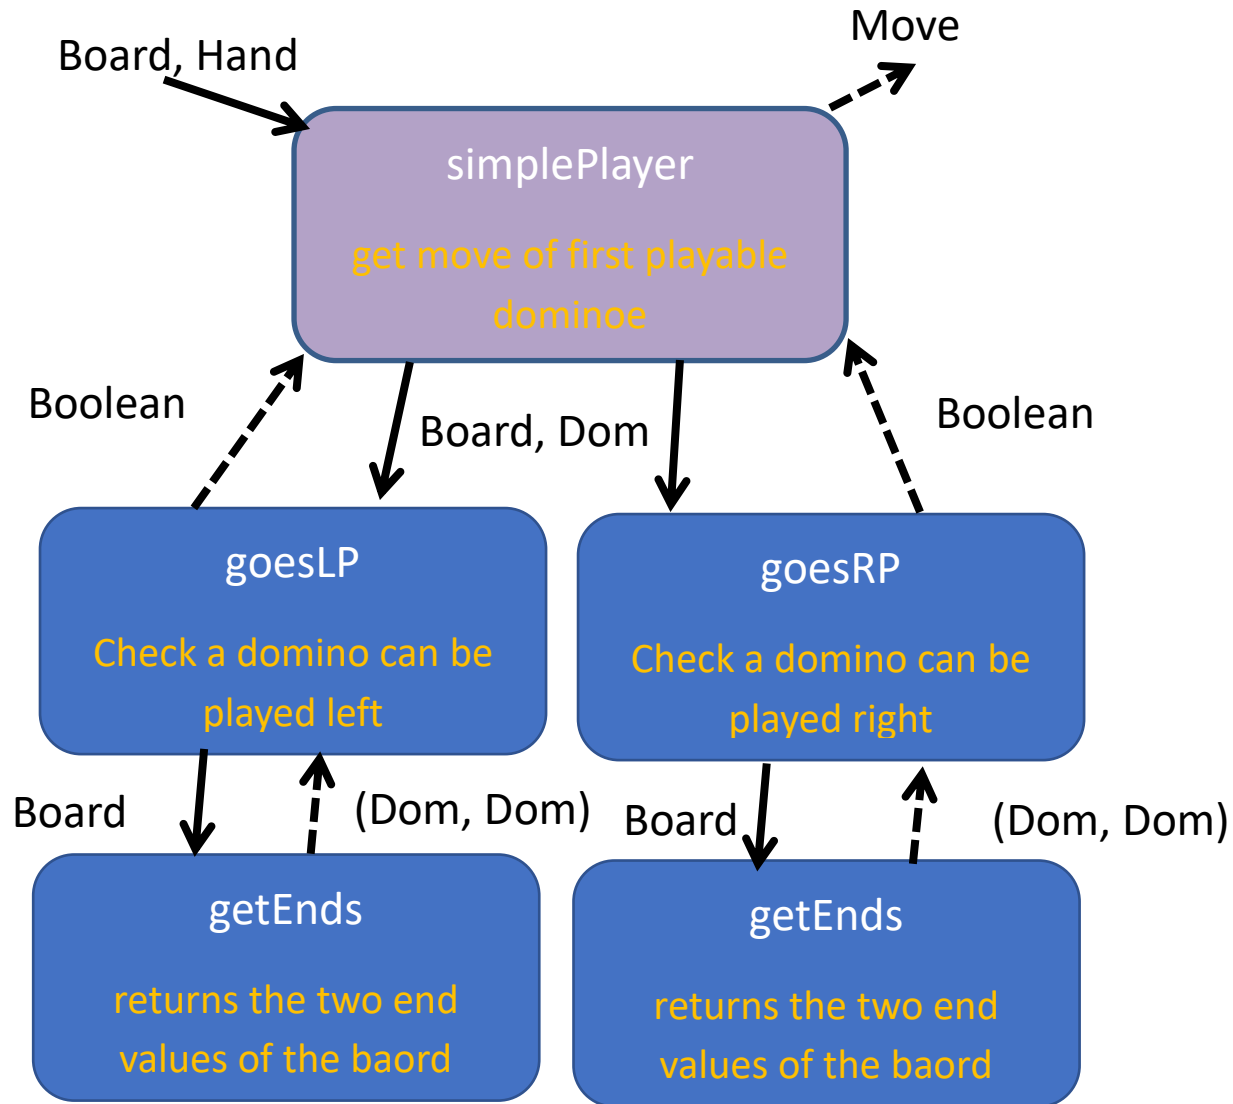 Move
Board, Hand
simplePlayer
get move of first playable
dominoe
Boolean
Board, Dom
Boolean
goesLP
Check a domino can be
played left
goesRP
Check a domino can be
played right
Board
(Dom, Dom)
Board
(Dom, Dom)
getEnds
returns the two end
values of the baord
getEnds
returns the two end
values of the baord